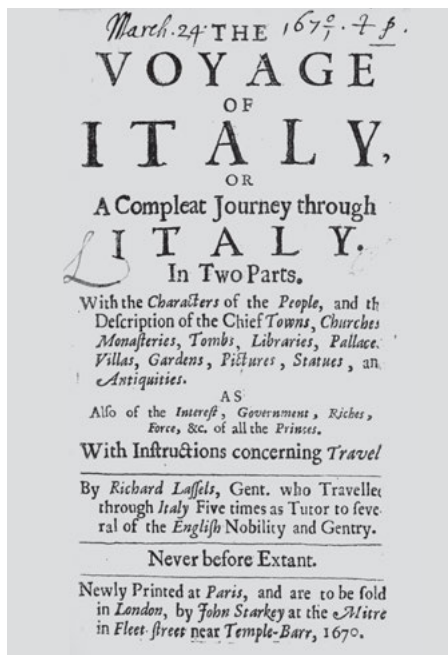 March. 24. THE 1670/1.
VOYAGE
OF
ITALY,
OR
A Compleat Journey through
ITALY.
In Two Parts.
With the Characters of the People, and th
Deſcription of the Chief Towns, Churches
Monaſteries, Tombs, Libraries, Pallace.
Villas, Gardens, Pictures, Statues, an
Antiquities.
AS
Alſo of the Intereſt, Government, Riches,
Force, &c. of all the Princes.
With Inſtructions concerning Travel
By Richard Laſſels, Gent. who Travelled
through Italy Five times as Tutor to ſeve
ral of the Engliſh Nobility and Gentry.
Never before Extant.
Newly Printed at Paris, and are to be ſold
in London, by John Starkey at the Mitre
in Fleet-ſtreet near Temple-Barr, 1670.